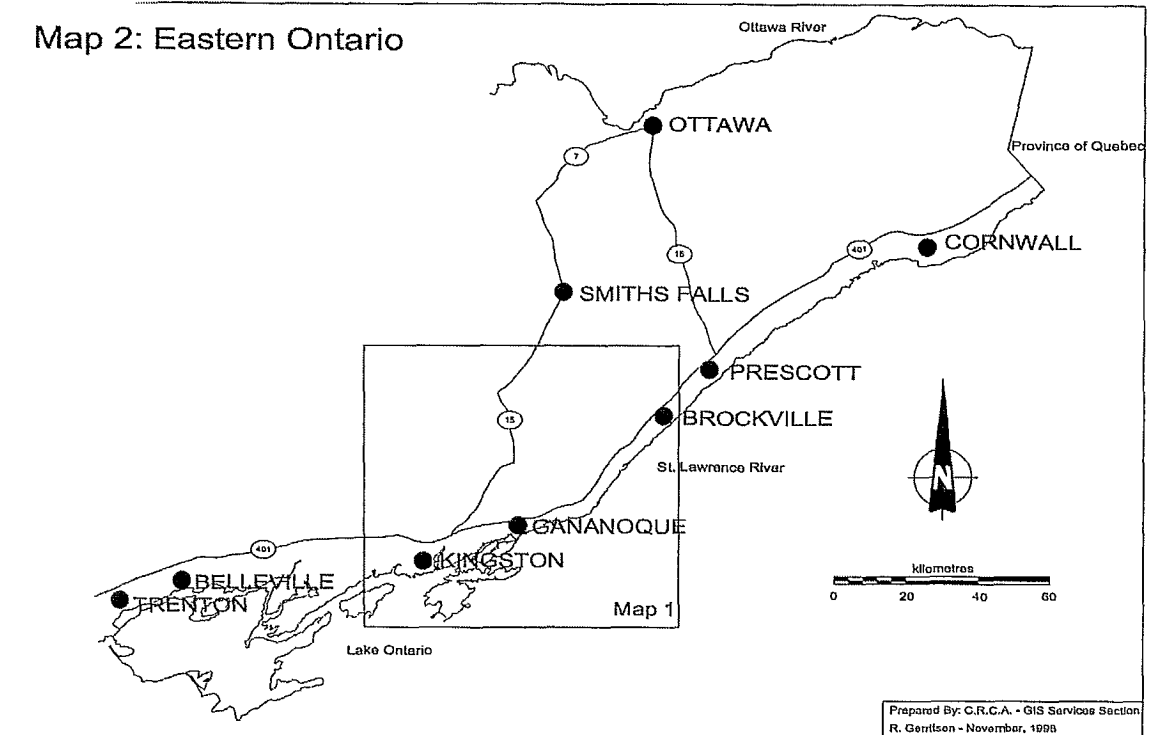 Map 2: Eastern Ontario
Ottawa River
OTTAWA
7
Province of Quebec
16
401
CORNWALL
SMITHS FALLS
PRESCOTT
15
BROCKVILLE
St. Lawrence River
N
GANANOQUE
401
KINGSTON
kilometres
BELLEVILLE
TRENTON
0 20 40 60
Map 1
Lake Ontario
Prepared By: C.R.C.A. - GIS Services Section
R. Gerritsen - November, 1998